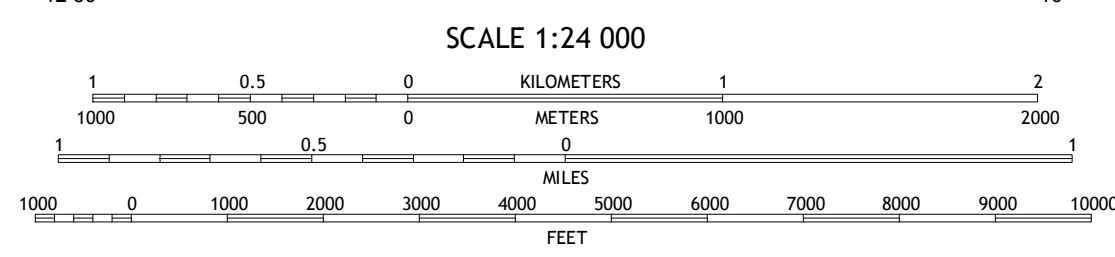 SCALE 1:24 000
1 0.5 0 KILOMETERS 1 2
1000 500 0 METERS 1000 2000
1 0.5 0 1
MILES
1000 0 1000 2000 3000 4000 5000 6000 7000 8000 9000 10000
FEET